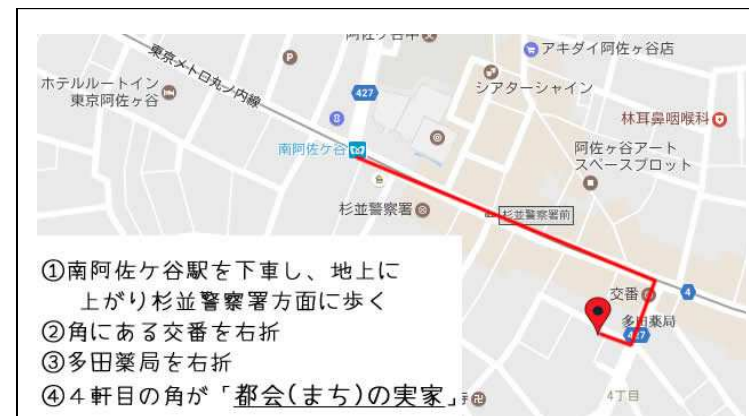 東京メトロ丸ノ内線
427
アキダイ阿佐ヶ谷店
ホテルルートイン
東京阿佐ヶ谷
シアターシャイン
林耳鼻咽喉科
南阿佐ケ谷
阿佐ヶ谷アート
スペースブロット
杉並警察署
杉並警察署前
交番
4
多田薬局
4丁目
①南阿佐ケ谷駅を下車し、地上に
上がり杉並警察署方面に歩く
②角にある交番を右折
③多田薬局を右折
④4軒目の角が「都会(まち)の実家」